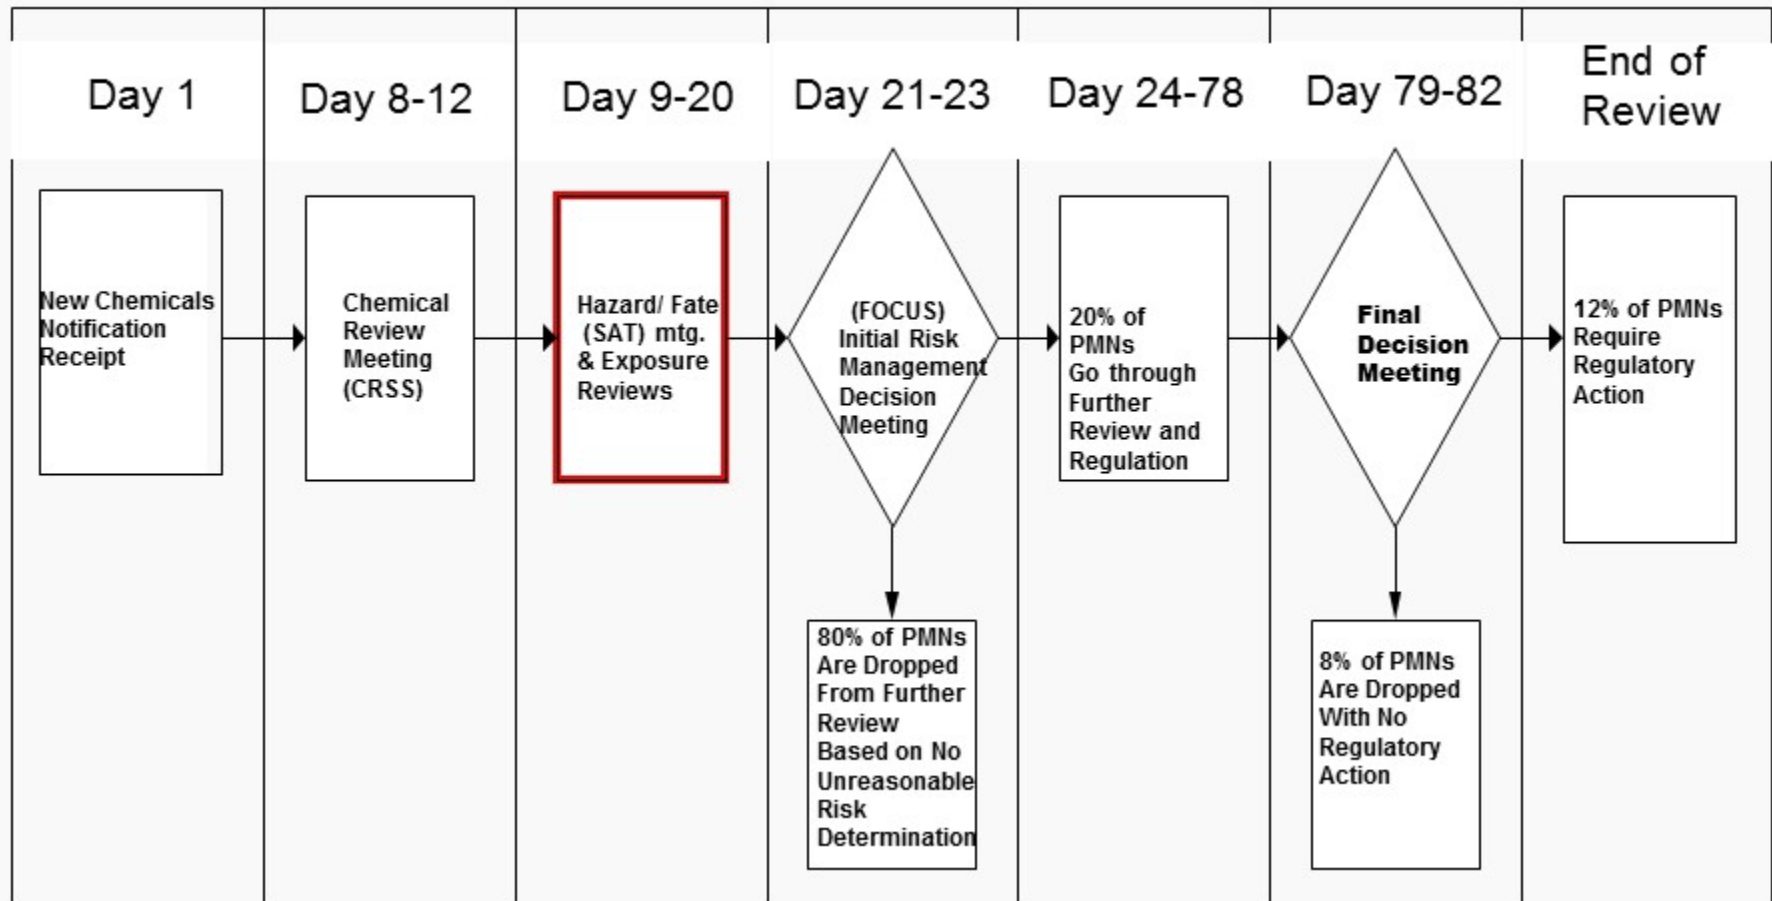 Day 1
Day 8-12
Day 9-20
Day 21-23
Day 24-78
Day 79-82
End of
Review
New Chemicals
Notification
Receipt
Chemical
Review
Meeting
(CRSS)
Hazard/ Fate
(SAT) mtg.
& Exposure
Reviews
(FOCUS)
Initial Risk
Management
Decision
Meeting
20% of
PMNs
Go through
Further
Review and
Regulation
Final
Decision
Meeting
12% of PMNs
Require
Regulatory
Action
80% of PMNs
Are Dropped
From Further
Review
Based on No
Unreasonable
Risk
Determination
8% of PMNs
Are Dropped
With No
Regulatory
Action